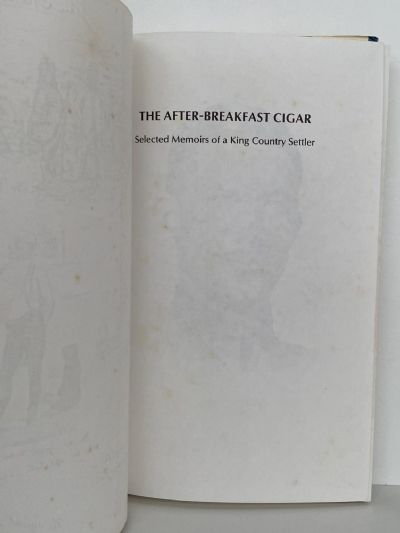 THE AFTER-BREAKFAST CIGAR
Selected Memoirs of a King Country Settler